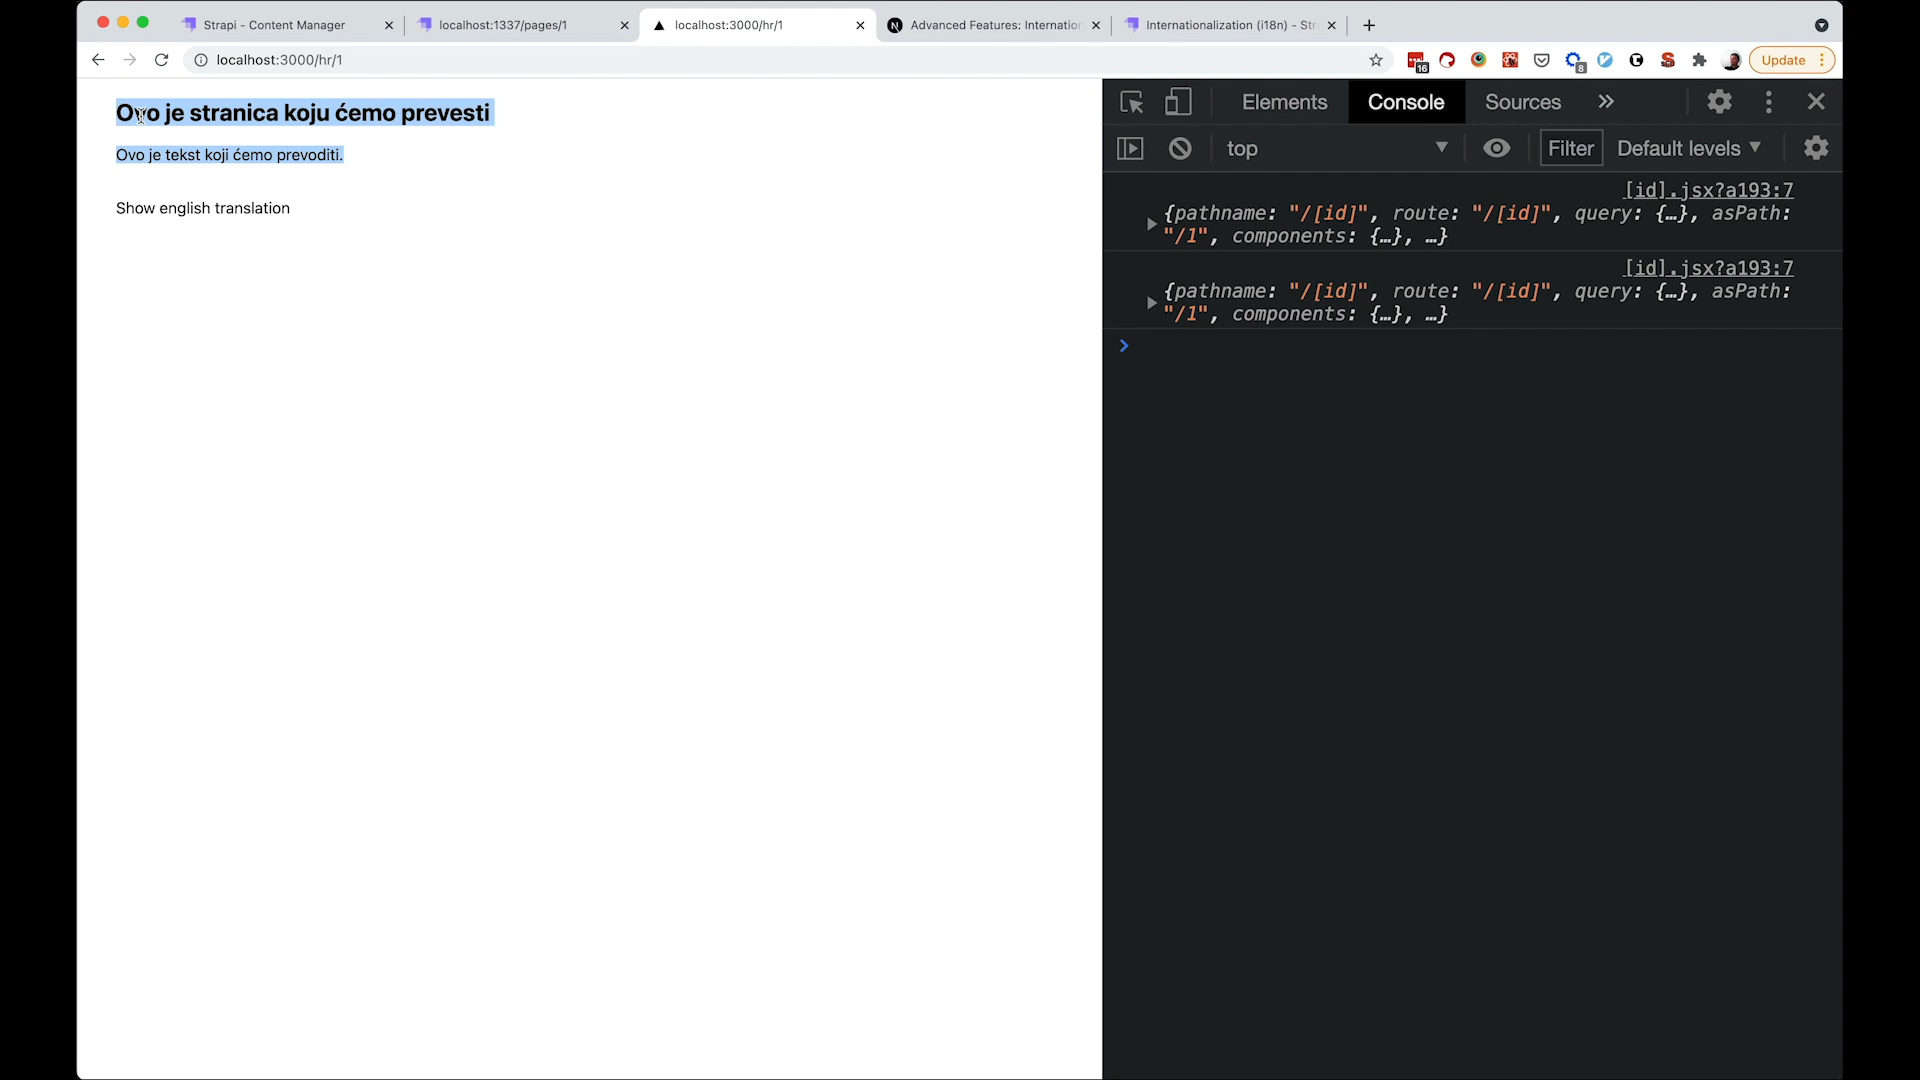 Strapi - Content Manager
localhost:1337/pages/1
localhost:3000/hr/1
Advanced Features: Internation
Internationalization (i18n) - Str
localhost:3000/hr/1
16
8
Update
Ovo je stranica koju ćemo prevesti
Ovo je tekst koji ćemo prevoditi.
Show english translation
Elements
Console
Sources
top
Filter
Default levels
[id].jsx?a193:7
{pathname: "/[id]", route: "/[id]", query: {…}, asPath:
"/1", components: {…}, …}
[id].jsx?a193:7
{pathname: "/[id]", route: "/[id]", query: {…}, asPath:
"/1", components: {…}, …}